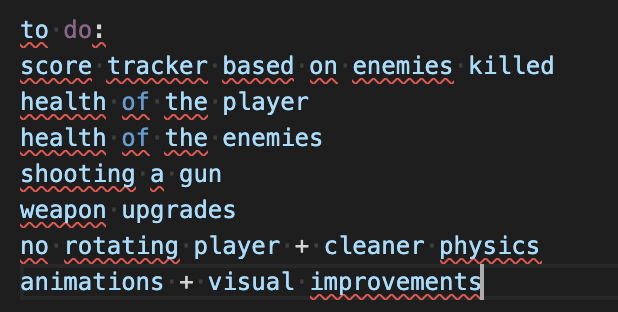 to do:
score tracker based on enemies killed
health of the player
health of the enemies
shooting a gun
weapon upgrades
no rotating player + cleaner physics
animations + visual improvements